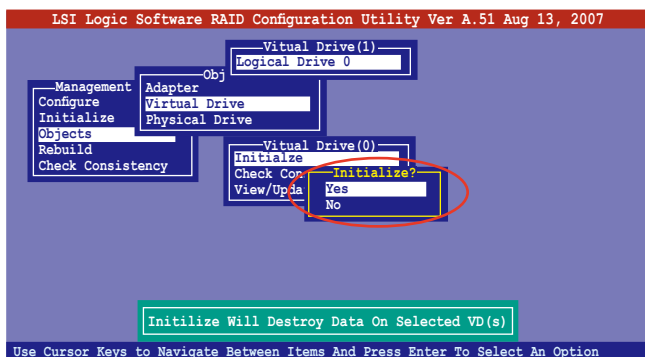 LSI Logic Software RAID Configuration Utility Ver A.51 Aug 13, 2007
Vitual Drive(1)
Logical Drive 0
Obj
Adapter
Virtual Drive
Physical Drive
Management
Configure
Initialize
Objects
Rebuild
Check Consistency
Vitual Drive(0)
Initialze
Check Con
View/Upda
Initialize?
Yes
No
Initilize Will Destroy Data On Selected VD(s)
Use Cursor Keys to Navigate Between Items And Press Enter To Select An Option